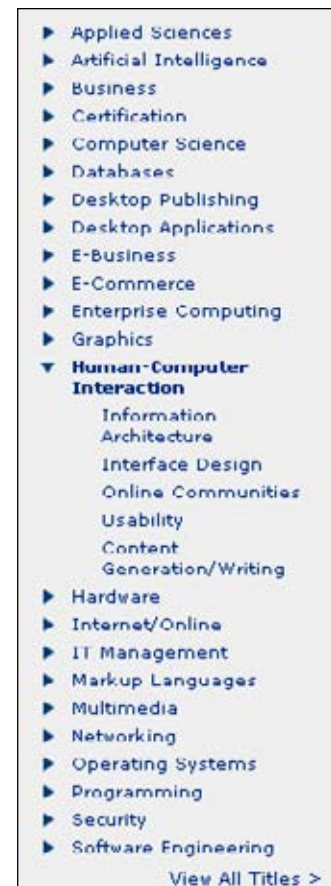 Applied Sciences
Artificial Intelligence
Business
Certification
Computer Science
Databases
Desktop Publishing
Desktop Applications
E-Business
E-Commerce
Enterprise Computing
Graphics
Human-Computer
Interaction
Information
Architecture
Interface Design
Online Communities
Usability
Content
Generation/Writing
Hardware
Internet/Online
IT Management
Markup Languages
Multimedia
Networking
Operating Systems
Programming
Security
Software Engineering
View All Titles >